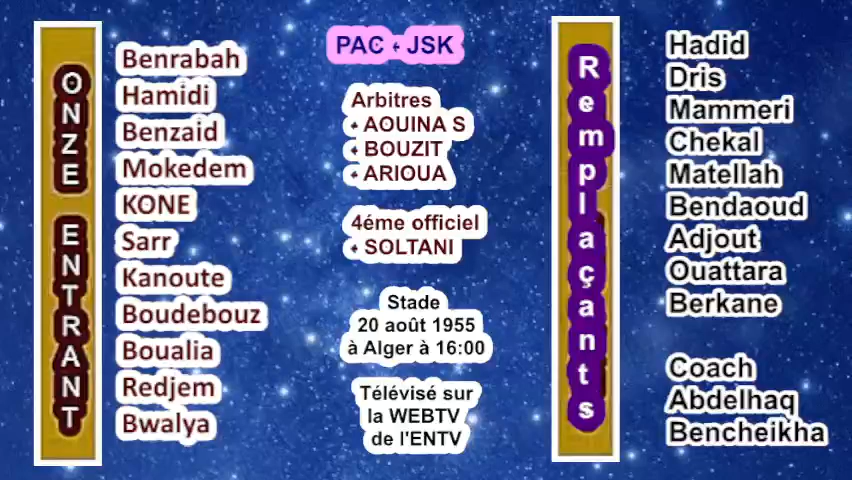 ONZE ENTRANT
Benrabah
Hamidi
Benzaid
Mokedem
KONE
Sarr
Kanoute
Boudebouz
Boualia
Redjem
Bwalya
PAC - JSK
Arbitres
- AOUINA S
- BOUZIT
- ARIOUA
4éme officiel
- SOLTANI
Stade
20 août 1955
à Alger à 16:00
Télévisé sur
la WEBTV
de l'ENTV
Remplaçants
Hadid
Dris
Mammeri
Chekal
Matellah
Bendaoud
Adjout
Ouattara
Berkane
Coach
Abdelhaq
Bencheikha